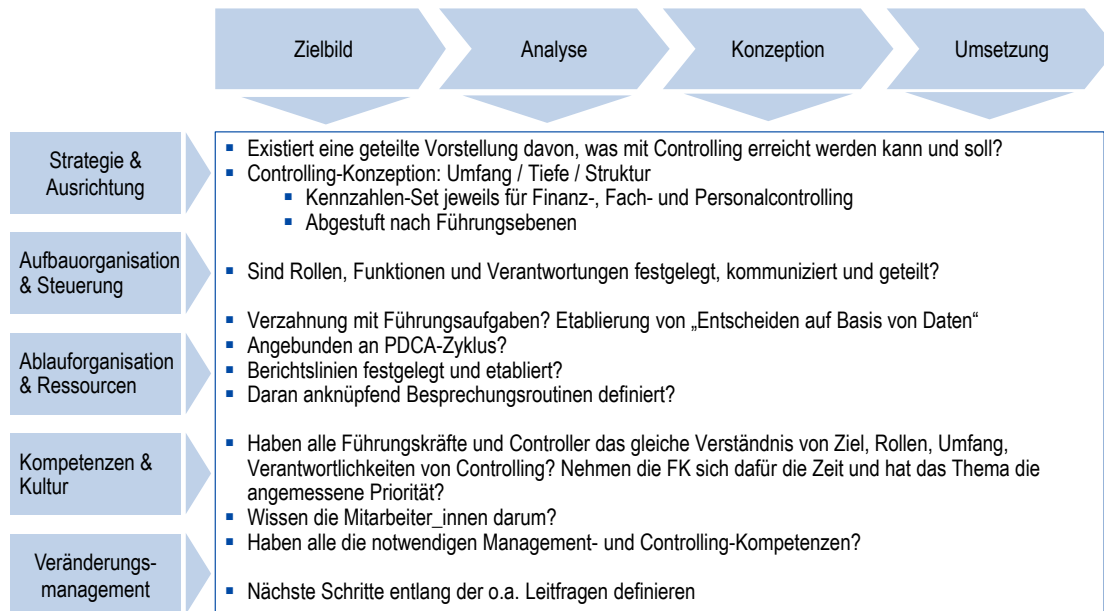 Zielbild
Analyse
Konzeption
Umsetzung
Strategie &
Ausrichtung
▪ Existiert eine geteilte Vorstellung davon, was mit Controlling erreicht werden kann und soll?
▪ Controlling-Konzeption: Umfang / Tiefe / Struktur
▪ Kennzahlen-Set jeweils für Finanz-, Fach- und Personalcontrolling
▪ Abgestuft nach Führungsebenen
Aufbauorganisation
& Steuerung
▪ Sind Rollen, Funktionen und Verantwortungen festgelegt, kommuniziert und geteilt?
Ablauforganisation
& Ressourcen
▪ Verzahnung mit Führungsaufgaben? Etablierung von „Entscheiden auf Basis von Daten“
▪ Angebunden an PDCA-Zyklus?
▪ Berichtslinien festgelegt und etabliert?
▪ Daran anknüpfend Besprechungsroutinen definiert?
Kompetenzen &
Kultur
▪ Haben alle Führungskräfte und Controller das gleiche Verständnis von Ziel, Rollen, Umfang,
Verantwortlichkeiten von Controlling? Nehmen die FK sich dafür die Zeit und hat das Thema die
angemessene Priorität?
▪ Wissen die Mitarbeiter_innen darum?
▪ Haben alle die notwendigen Management- und Controlling-Kompetenzen?
Veränderungs-
management
▪ Nächste Schritte entlang der o.a. Leitfragen definieren